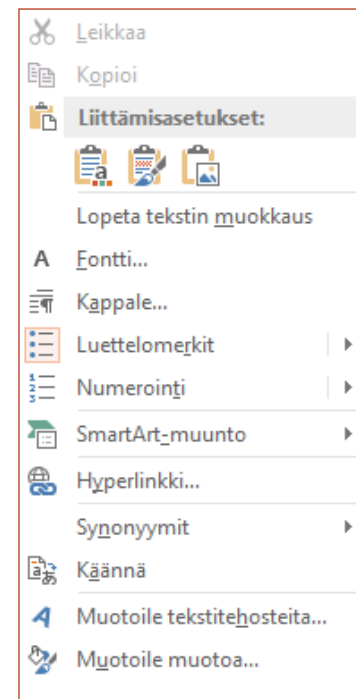 Leikkaa
Kopioi
Liittämisasetukset:
Lopeta tekstin muokkaus
Fontti...
Kappale...
Luettelomerkit
Numerointi
SmartArt-muunto
Hyperlinkki...
Synonyymit
Käännä
Muotoile tekstitehosteita...
Muotoile muotoa...